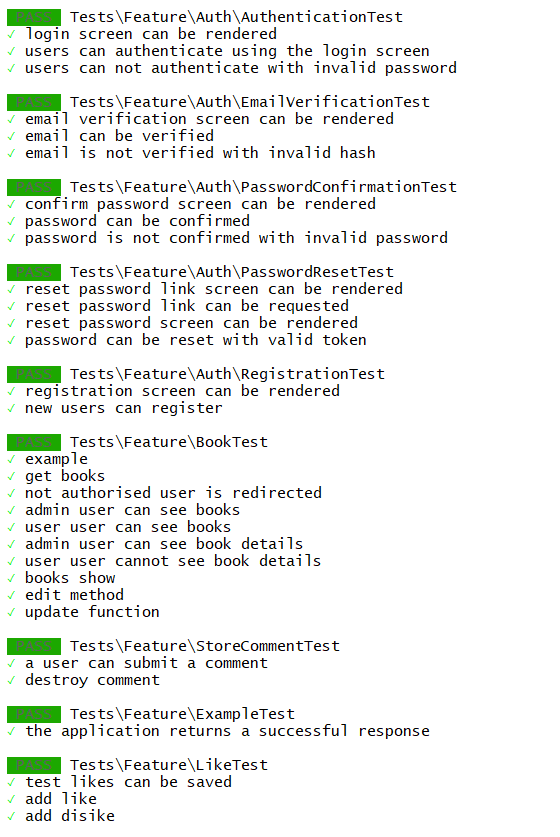 PASS Tests\Feature\Auth\AuthenticationTest
✓ login screen can be rendered
✓ users can authenticate using the login screen
✓ users can not authenticate with invalid password
PASS Tests\Feature\Auth\EmailVerificationTest
✓ email verification screen can be rendered
✓ email can be verified
✓ email is not verified with invalid hash
PASS Tests\Feature\Auth\PasswordConfirmationTest
✓ confirm password screen can be rendered
✓ password can be confirmed
✓ password is not confirmed with invalid password
PASS Tests\Feature\Auth\PasswordResetTest
✓ reset password link screen can be rendered
✓ reset password link can be requested
✓ reset password screen can be rendered
✓ password can be reset with valid token
PASS Tests\Feature\Auth\RegistrationTest
✓ registration screen can be rendered
✓ new users can register
PASS Tests\Feature\BookTest
✓ example
✓ get books
✓ not authorised user is redirected
✓ admin user can see books
✓ user user can see books
✓ admin user can see book details
✓ user user cannot see book details
✓ books show
✓ edit method
✓ update function
PASS Tests\Feature\StoreCommentTest
✓ a user can submit a comment
✓ destroy comment
PASS Tests\Feature\ExampleTest
✓ the application returns a successful response
PASS Tests\Feature\LikeTest
✓ test likes can be saved
✓ add like
✓ add disike